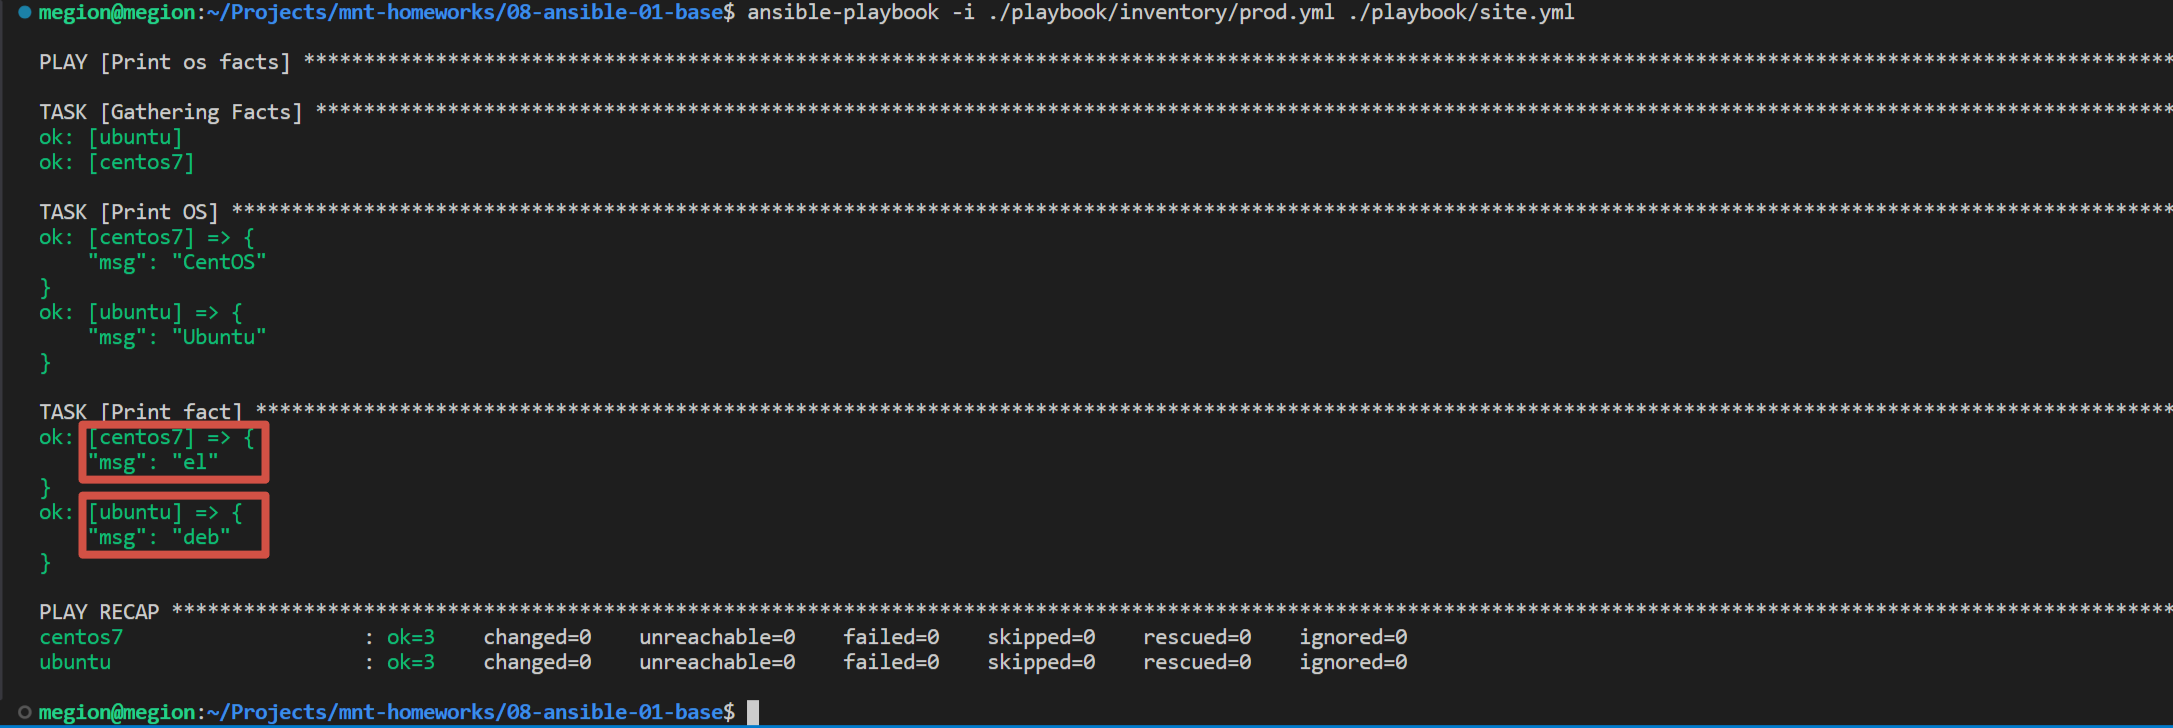 megion@megion:~/Projects/mnt-homeworks/08-ansible-01-base$ ansible-playbook -i ./playbook/inventory/prod.yml ./playbook/site.yml
PLAY [Print os facts] ************************************************************************************************************************************************************
TASK [Gathering Facts] ***********************************************************************************************************************************************************
ok: [ubuntu]
ok: [centos7]
TASK [Print OS] ******************************************************************************************************************************************************************
ok: [centos7] => {
    "msg": "CentOS"
}
ok: [ubuntu] => {
    "msg": "Ubuntu"
}
TASK [Print fact] ****************************************************************************************************************************************************************
ok: [centos7] => {
    "msg": "el"
}
ok: [ubuntu] => {
    "msg": "deb"
}
PLAY RECAP ***********************************************************************************************************************************************************************
centos7                    : ok=3    changed=0    unreachable=0    failed=0    skipped=0    rescued=0    ignored=0
ubuntu                     : ok=3    changed=0    unreachable=0    failed=0    skipped=0    rescued=0    ignored=0
megion@megion:~/Projects/mnt-homeworks/08-ansible-01-base$